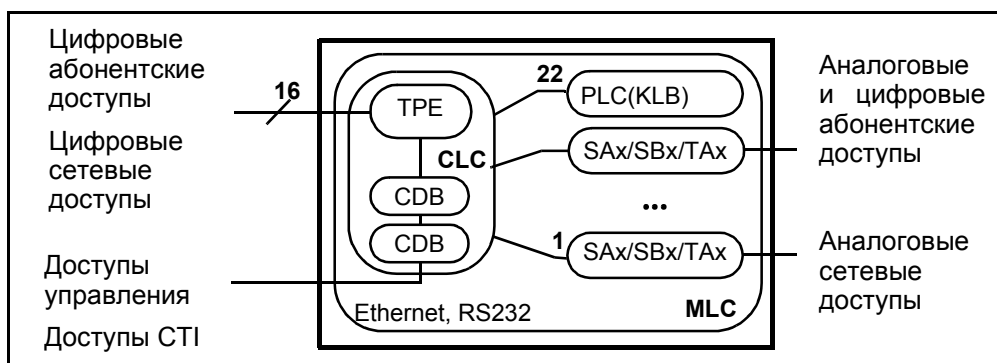 Цифровые
абонентские
доступы
16
Цифровые
сетевые
доступы
Доступы
управления
Доступы CTI
TPE
CLC
CDB
CDB
22
PLC(KLB)
SAx/SBx/TAx
...
1
SAx/SBx/TAx
Ethernet, RS232
MLC
Аналоговые
и цифровые
абонентские
доступы
Аналоговые
сетевые
доступы